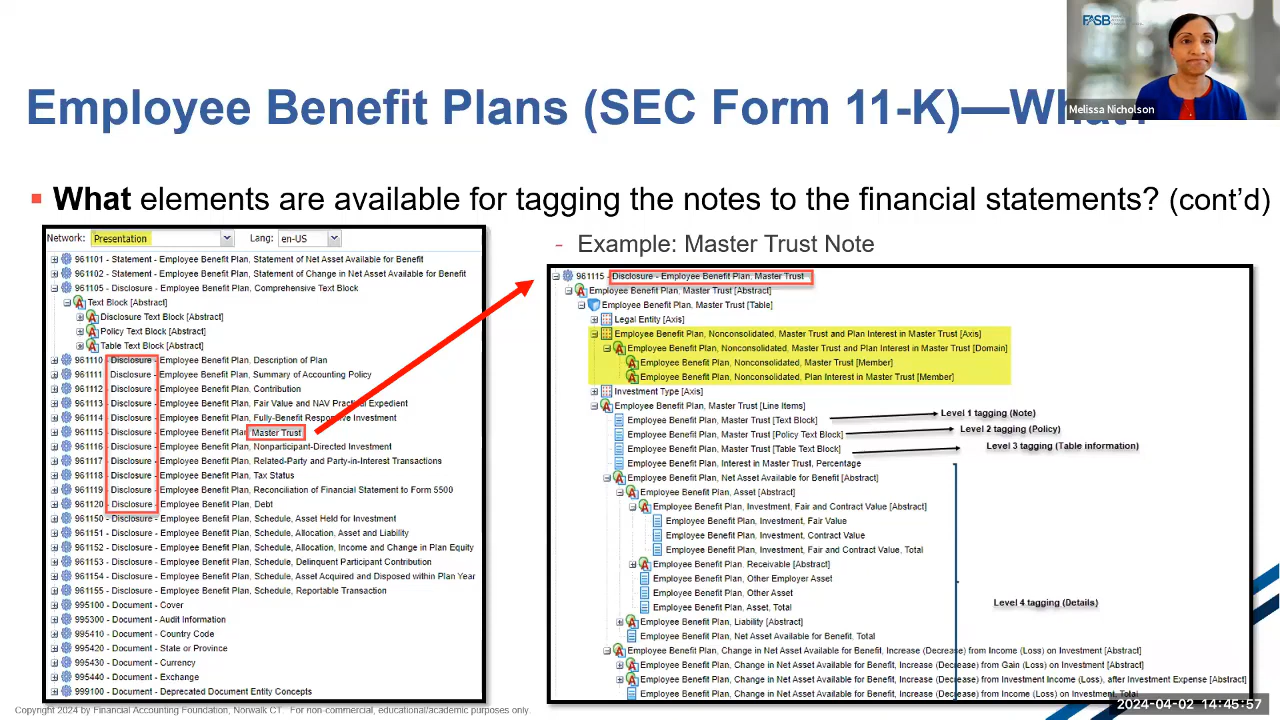 FASB
Melissa Nicholson
Employee Benefit Plans (SEC Form 11-K)—What?
What elements are available for tagging the notes to the financial statements? (cont'd)
Network: Presentation Lang: en-US
961101 - Statement - Employee Benefit Plan, Statement of Net Asset Available for Benefit
961102 - Statement - Employee Benefit Plan, Statement of Change in Net Asset Available for Benefit
961105 - Disclosure - Employee Benefit Plan, Comprehensive Text Block
Text Block [Abstract]
Disclosure Text Block [Abstract]
Policy Text Block [Abstract]
Table Text Block [Abstract]
961110 - Disclosure - Employee Benefit Plan, Description of Plan
961111 - Disclosure - Employee Benefit Plan, Summary of Accounting Policy
961112 - Disclosure - Employee Benefit Plan, Contribution
961113 - Disclosure - Employee Benefit Plan, Fair Value and NAV Practical Expedient
961114 - Disclosure - Employee Benefit Plan, Fully-Benefit Responsive Investment
961115 - Disclosure - Employee Benefit Plan, Master Trust
961116 - Disclosure - Employee Benefit Plan, Nonparticipant-Directed Investment
961117 - Disclosure - Employee Benefit Plan, Related-Party and Party-in-Interest Transactions
961118 - Disclosure - Employee Benefit Plan, Tax Status
961119 - Disclosure - Employee Benefit Plan, Reconciliation of Financial Statement to Form 5500
961120 - Disclosure - Employee Benefit Plan, Debt
961150 - Disclosure - Employee Benefit Plan, Schedule, Asset Held for Investment
961151 - Disclosure - Employee Benefit Plan, Schedule, Allocation, Asset and Liability
961152 - Disclosure - Employee Benefit Plan, Schedule, Allocation, Income and Change in Plan Equity
961153 - Disclosure - Employee Benefit Plan, Schedule, Delinquent Participant Contribution
961154 - Disclosure - Employee Benefit Plan, Schedule, Asset Acquired and Disposed within Plan Year
961155 - Disclosure - Employee Benefit Plan, Schedule, Reportable Transaction
995100 - Document - Cover
995300 - Document - Audit Information
995410 - Document - Country Code
995420 - Document - State or Province
995430 - Document - Currency
995440 - Document - Exchange
999100 - Document - Deprecated Document Entity Concepts
- Example: Master Trust Note
961115 - Disclosure - Employee Benefit Plan, Master Trust
Employee Benefit Plan, Master Trust [Abstract]
Employee Benefit Plan, Master Trust [Table]
Legal Entity [Axis]
Employee Benefit Plan, Nonconsolidated, Master Trust and Plan Interest in Master Trust [Axis]
Employee Benefit Plan, Nonconsolidated, Master Trust and Plan Interest in Master Trust [Domain]
Employee Benefit Plan, Nonconsolidated, Master Trust [Member]
Employee Benefit Plan, Nonconsolidated, Plan Interest in Master Trust [Member]
Investment Type [Axis]
Employee Benefit Plan, Master Trust [Line Items]
Employee Benefit Plan, Master Trust [Text Block] Level 1 tagging (Note)
Employee Benefit Plan, Master Trust [Policy Text Block] Level 2 tagging (Policy)
Employee Benefit Plan, Master Trust [Table Text Block] Level 3 tagging (Table information)
Employee Benefit Plan, Interest in Master Trust, Percentage
Employee Benefit Plan, Net Asset Available for Benefit [Abstract]
Employee Benefit Plan, Asset [Abstract]
Employee Benefit Plan, Investment, Fair and Contract Value [Abstract]
Employee Benefit Plan, Investment, Fair Value
Employee Benefit Plan, Investment, Contract Value
Employee Benefit Plan, Investment, Fair and Contract Value, Total
Employee Benefit Plan, Receivable [Abstract]
Employee Benefit Plan, Other Employer Asset
Employee Benefit Plan, Other Asset
Employee Benefit Plan, Asset, Total
Level 4 tagging (Details)
Employee Benefit Plan, Liability [Abstract]
Employee Benefit Plan, Net Asset Available for Benefit, Total
Employee Benefit Plan, Change in Net Asset Available for Benefit, Increase (Decrease) from Income (Loss) on Investment [Abstract]
Employee Benefit Plan, Change in Net Asset Available for Benefit, Increase (Decrease) from Gain (Loss) on Investment [Abstract]
Employee Benefit Plan, Change in Net Asset Available for Benefit, Increase (Decrease) from Investment Income (Loss), after Investment Expense [Abstract]
Employee Benefit Plan, Change in Net Asset Available for Benefit, Increase (Decrease) from Income (Loss) on Investment, Total
Copyright 2024 by Financial Accounting Foundation, Norwalk CT. For non-commercial, educational/academic purposes only.
2024-04-02 14:45:57